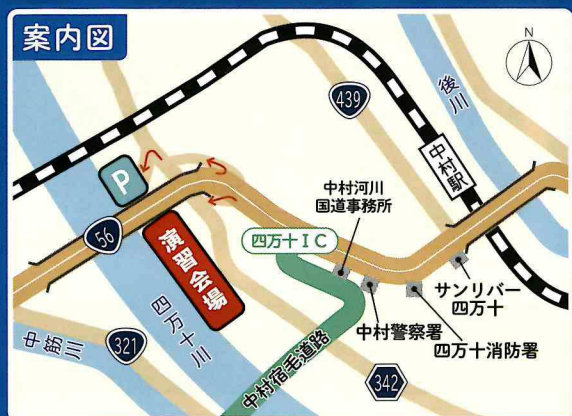 案内図
N
439
後川
中村駅
P
中村河川
国道事務所
56
四万十IC
演習会場
サンリバー
四万十
四万十川
中村警察署
四万十消防署
中筋川
321
中村宿毛道路
342